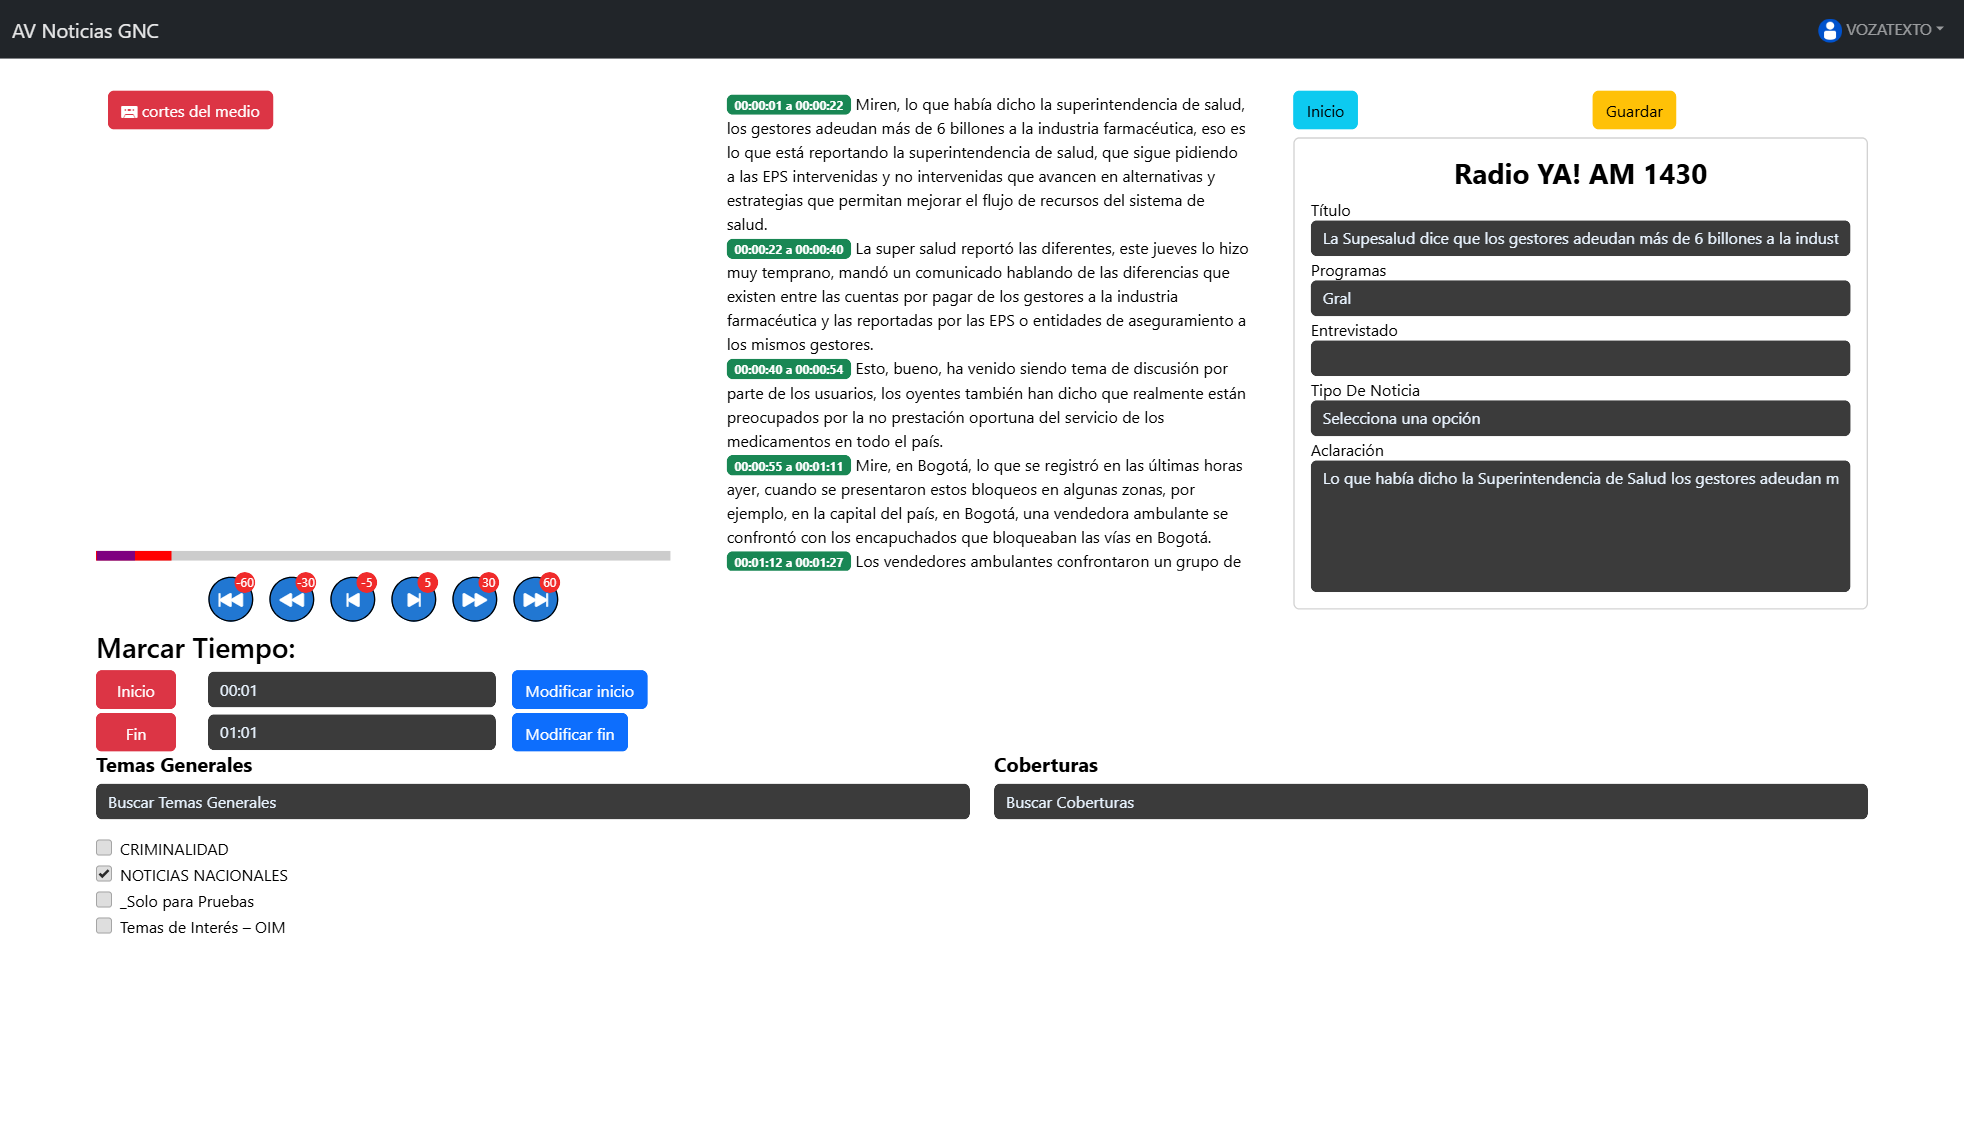 AV Noticias GNC
VOZATEXTO
cortes del medio
00:00:01 a 00:00:22 Miren, lo que había dicho la superintendencia de salud,
los gestores adeudan más de 6 billones a la industria farmacéutica, eso es
lo que está reportando la superintendencia de salud, que sigue pidiendo
a las EPS intervenidas y no intervenidas que avancen en alternativas y
estrategias que permitan mejorar el flujo de recursos del sistema de
salud.
00:00:22 a 00:00:40 La super salud reportó las diferentes, este jueves lo hizo
muy temprano, mandó un comunicado hablando de las diferencias que
existen entre las cuentas por pagar de los gestores a la industria
farmacéutica y las reportadas por las EPS o entidades de aseguramiento a
los mismos gestores.
00:00:40 a 00:00:54 Esto, bueno, ha venido siendo tema de discusión por
parte de los usuarios, los oyentes también han dicho que realmente están
preocupados por la no prestación oportuna del servicio de los
medicamentos en todo el país.
00:00:55 a 00:01:11 Mire, en Bogotá, lo que se registró en las últimas horas
ayer, cuando se presentaron estos bloqueos en algunas zonas, por
ejemplo, en la capital del país, en Bogotá, una vendedora ambulante se
confrontó con los encapuchados que bloqueaban las vías en Bogotá.
00:01:12 a 00:01:27 Los vendedores ambulantes confrontaron un grupo de
Inicio
Guardar
Radio YA! AM 1430
Título
La Supesalud dice que los gestores adeudan más de 6 billones a la indust
Programas
Gral
Entrevistado
Tipo De Noticia
Selecciona una opción
Aclaración
Lo que había dicho la Superintendencia de Salud los gestores adeudan m
-60
-30
-5
5
30
60
Marcar Tiempo:
Inicio
00:01
Modificar inicio
Fin
01:01
Modificar fin
Temas Generales
Buscar Temas Generales
CRIMINALIDAD
NOTICIAS NACIONALES
_Solo para Pruebas
Temas de Interés – OIM
Coberturas
Buscar Coberturas